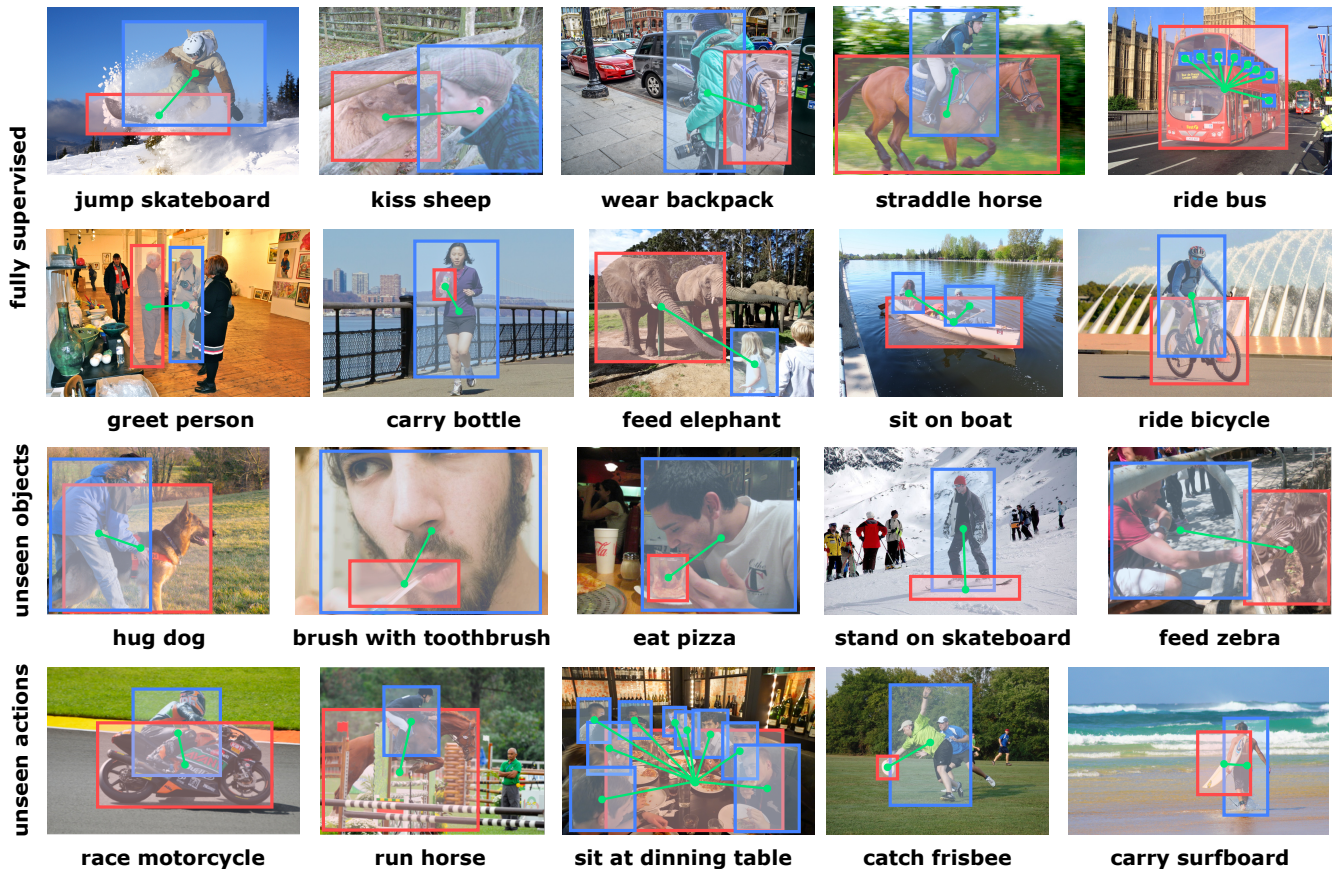 fully supervised
jump skateboard
kiss sheep
wear backpack
straddle horse
ride bus
greet person
carry bottle
feed elephant
sit on boat
ride bicycle
unseen objects
hug dog
brush with toothbrush
eat pizza
stand on skateboard
feed zebra
unseen actions
race motorcycle
run horse
sit at dinning table
catch frisbee
carry surfboard